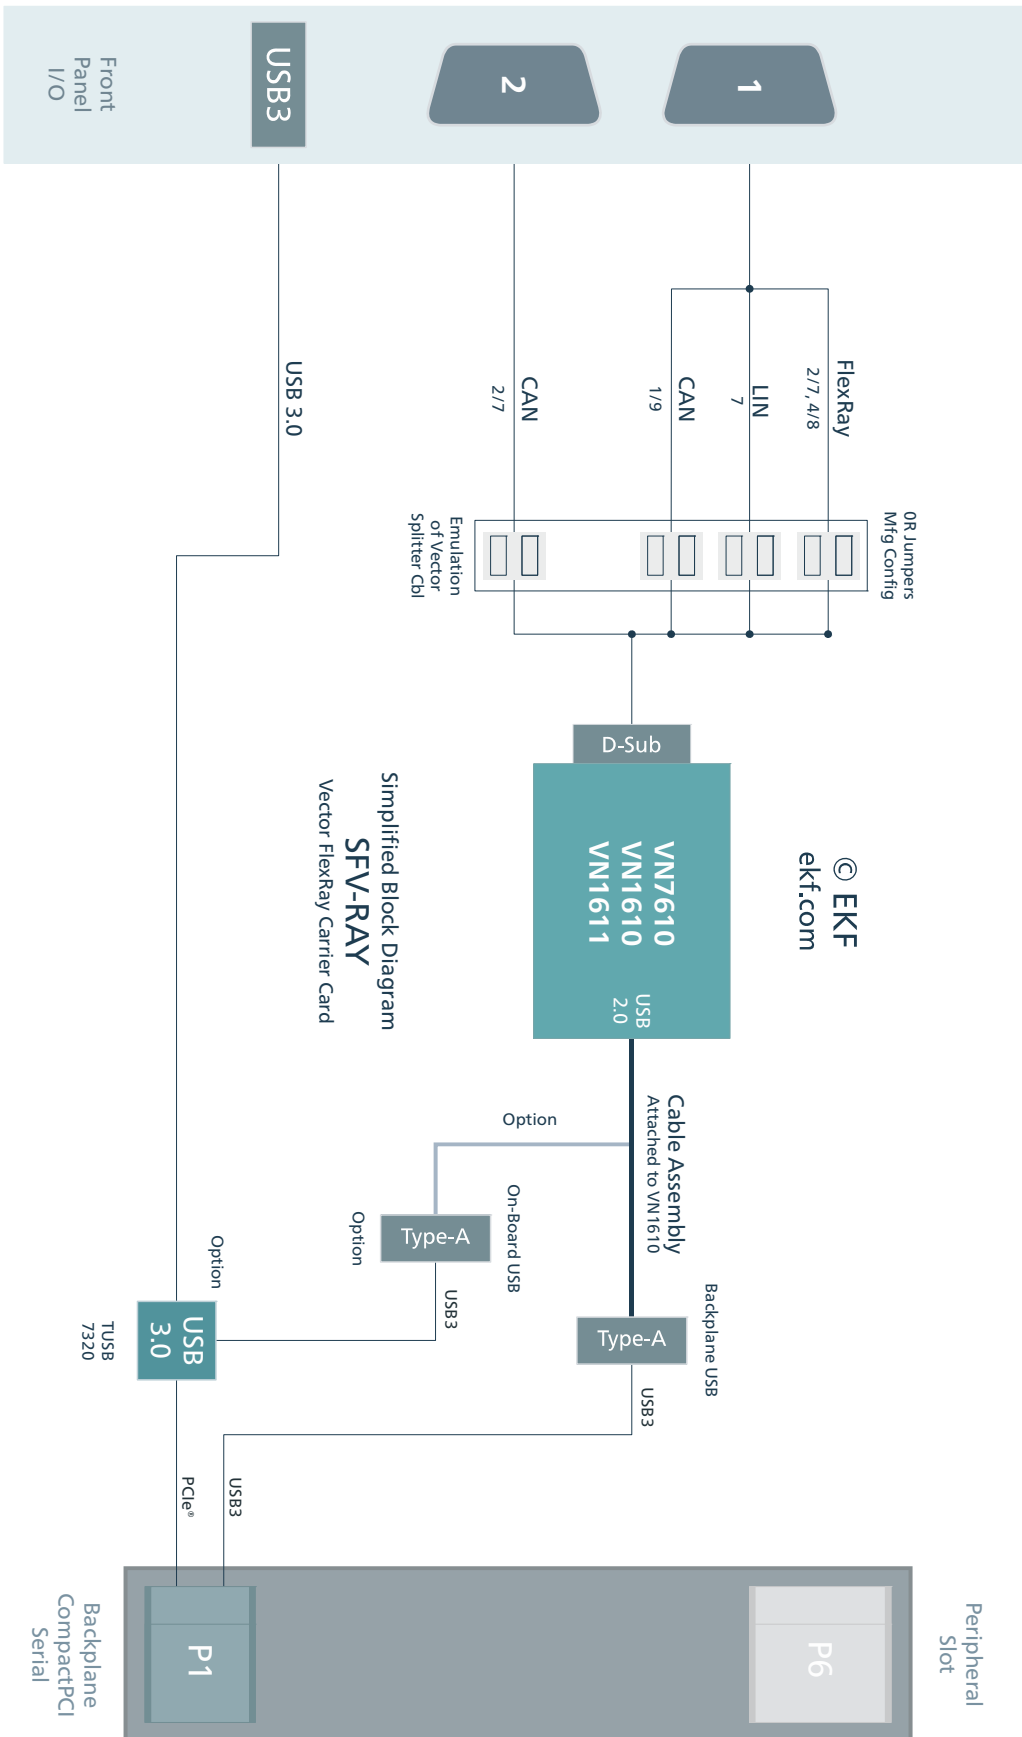 Front
Panel
I/O
USB3
2
1
USB 3.0
CAN
2/7
CAN
1/9
LIN
7
FlexRay
2/7, 4/8
Emulation
of Vector
Splitter Cbl
0R Jumpers
Mfg Config
D-Sub
VN7610
VN1610
VN1611
USB
2.0
© EKF
ekf.com
Simplified Block Diagram
SFV-RAY
Vector FlexRay Carrier Card
Cable Assembly
Attached to VN1610
Option
On-Board USB
Type-A
Option
USB3
Backplane USB
Type-A
USB3
Option
USB
3.0
TUSB
7320
USB3
PCIe®
Peripheral
Slot
P6
P1
Backplane
CompactPCI
Serial